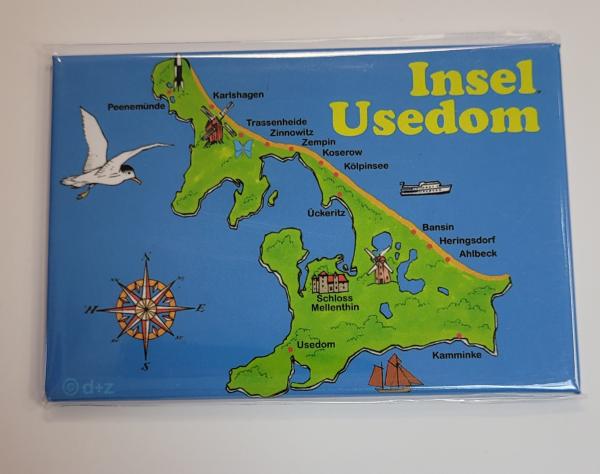 Insel
Usedom
Peenemünde
Karlshagen
Trassenheide
Zinnowitz
Zempin
Koserow
Kölpinsee
Ückeritz
Bansin
Heringsdorf
Ahlbeck
Schloss
Mellenthin
Usedom
Kamminke
N
E
S
© d+z